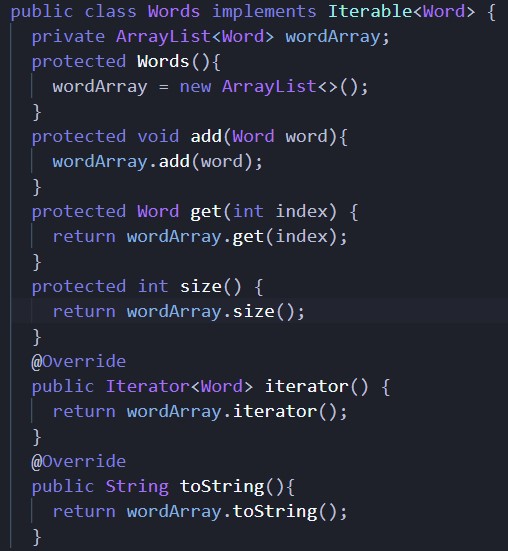 public class Words implements Iterable<Word> {
  private ArrayList<Word> wordArray;
  protected Words(){
    wordArray = new ArrayList<>();
  }
  protected void add(Word word){
    wordArray.add(word);
  }
  protected Word get(int index) {
    return wordArray.get(index);
  }
  protected int size() {
    return wordArray.size();
  }
  @Override
  public Iterator<Word> iterator() {
    return wordArray.iterator();
  }
  @Override
  public String toString(){
    return wordArray.toString();
  }